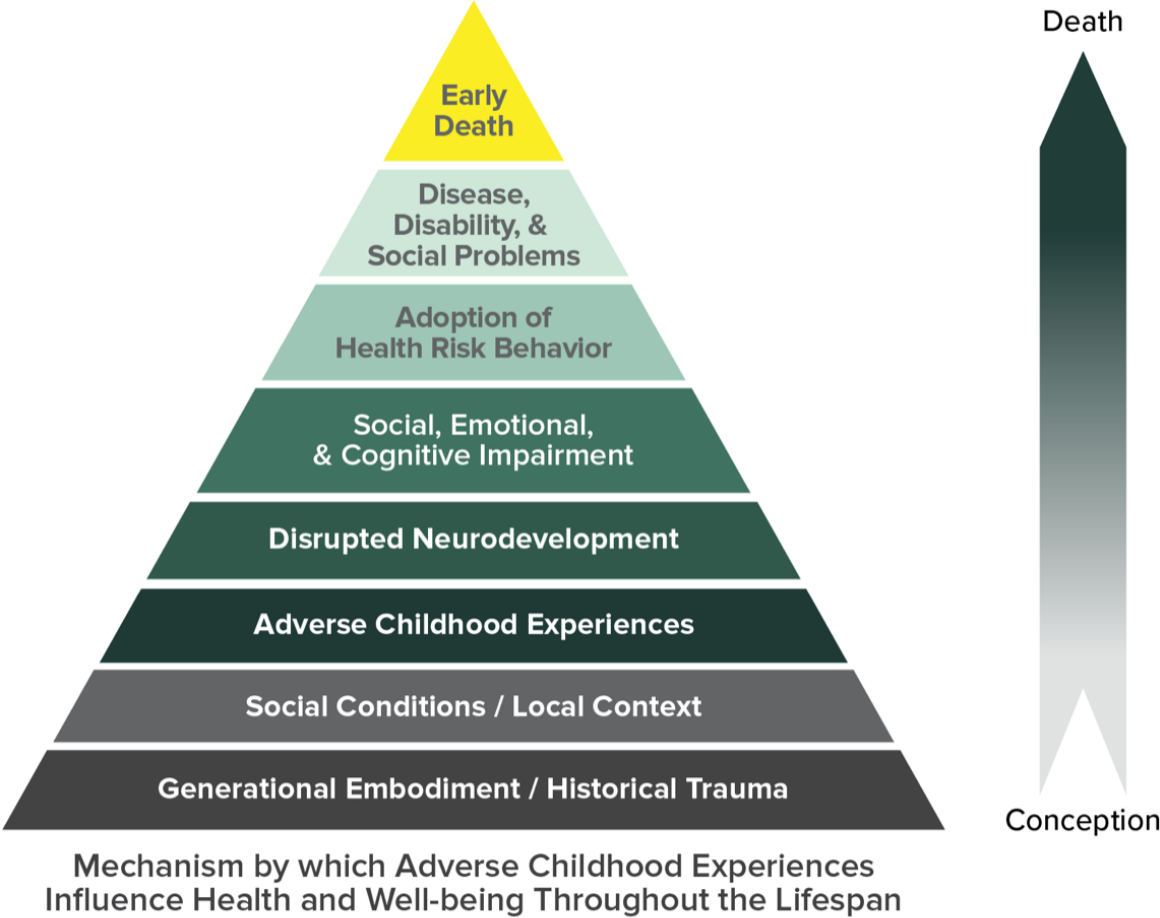 Death
Early
Death
Disease,
Disability, &
Social Problems
Adoption of
Health Risk Behavior
Social, Emotional,
& Cognitive Impairment
Disrupted Neurodevelopment
Adverse Childhood Experiences
Social Conditions / Local Context
Generational Embodiment / Historical Trauma
Conception
Mechanism by which Adverse Childhood Experiences
Influence Health and Well-being Throughout the Lifespan